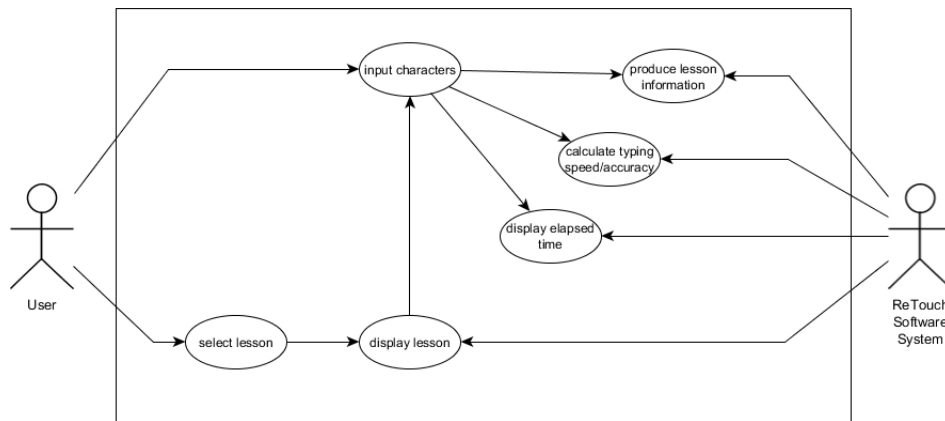 input characters
produce lesson
information
calculate typing
speed/accuracy
display elapsed
time
User
ReTouch
Software
System
select lesson
display lesson